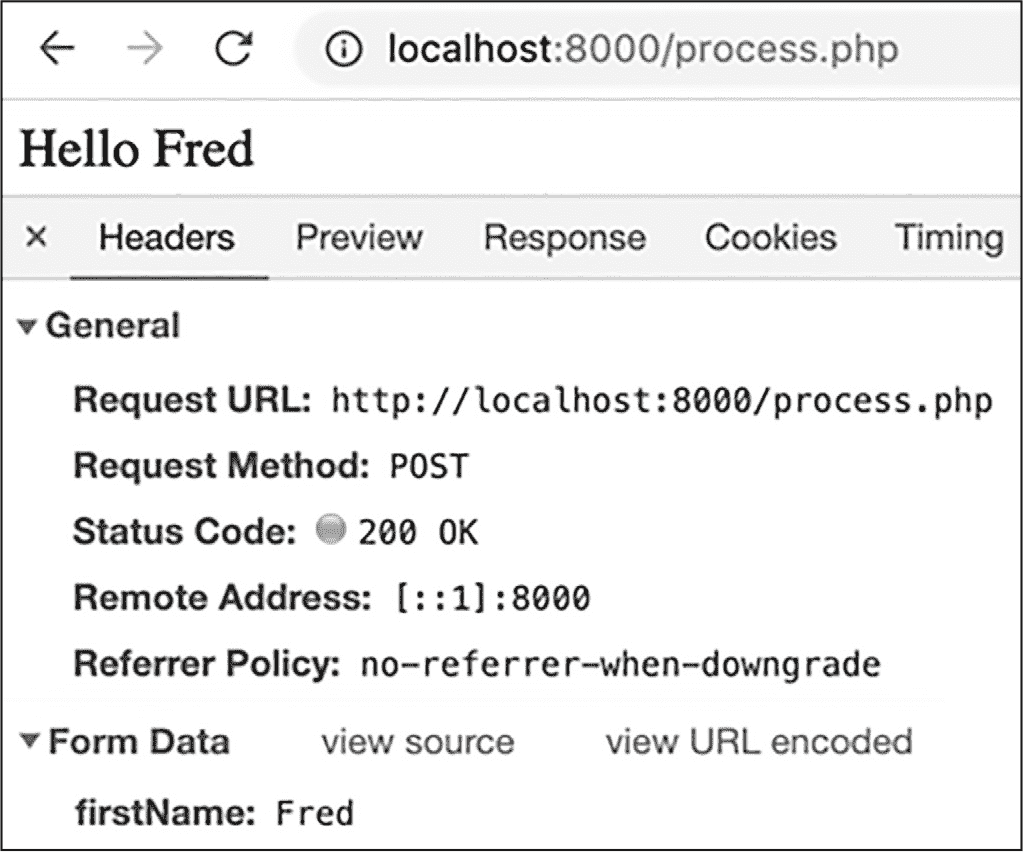 localhost:8000/process.php
Hello Fred
× Headers Preview Response Cookies Timing
General
Request URL: http://localhost:8000/process.php
Request Method: POST
Status Code: 200 OK
Remote Address: [::1]:8000
Referrer Policy: no-referrer-when-downgrade
Form Data view source view URL encoded
firstName: Fred